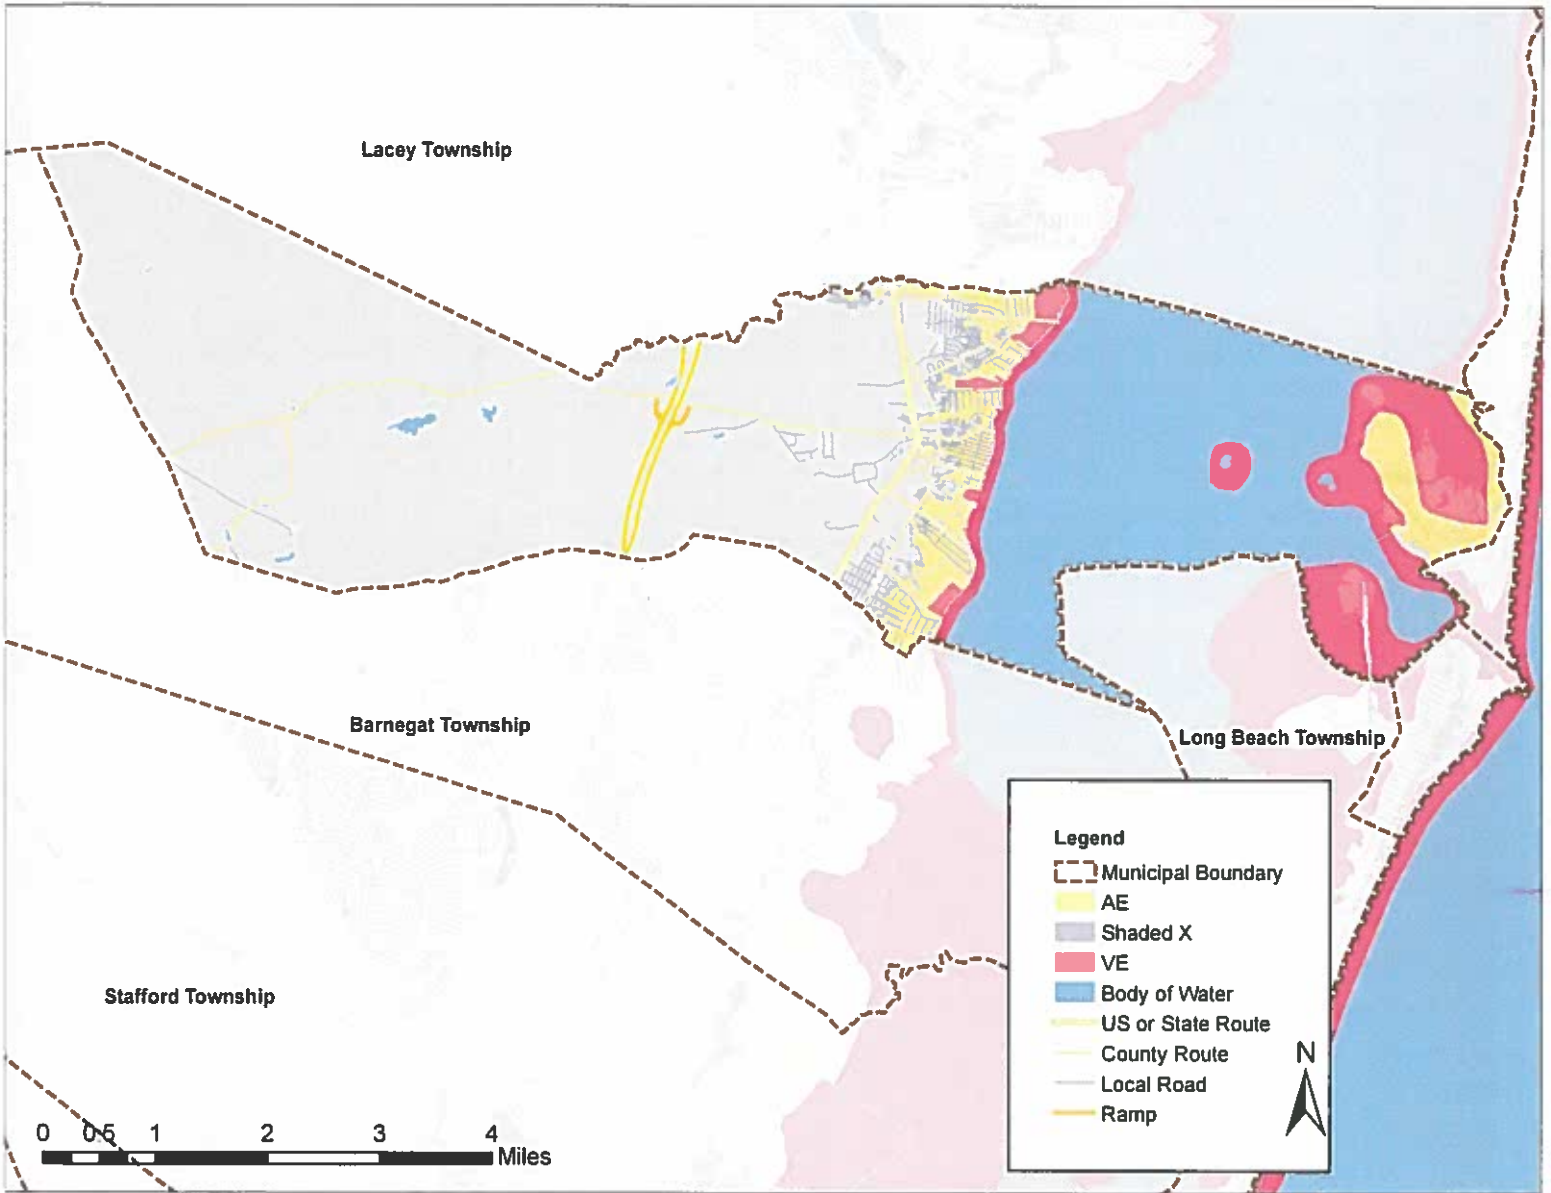 Lacey Township
Barnegat Township
Long Beach Township
Stafford Township
Legend
Municipal Boundary
AE
Shaded X
VE
Body of Water
US or State Route
County Route
Local Road
Ramp
N
0 0.5 1 2 3 4
Miles